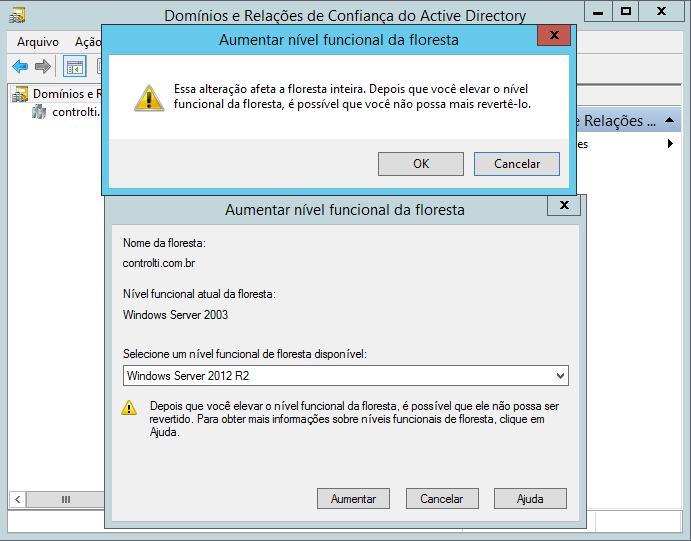 Domínios e Relações de Confiança do Active Directory
Arquivo
Ação
Aumentar nível funcional da floresta
x
Essa alteração afeta a floresta inteira. Depois que você elevar o nível
funcional da floresta, é possível que você não possa mais revertê-lo.
OK
Cancelar
Domínios e R
controlti.
e Relações ...
es
Aumentar nível funcional da floresta
x
Nome da floresta:
controlti.com.br
Nível funcional atual da floresta:
Windows Server 2003
Selecione um nível funcional de floresta disponível:
Windows Server 2012 R2
Depois que você elevar o nível funcional da floresta, é possível que ele não possa ser
revertido. Para obter mais informações sobre níveis funcionais de floresta, clique em
Ajuda.
Aumentar
Cancelar
Ajuda